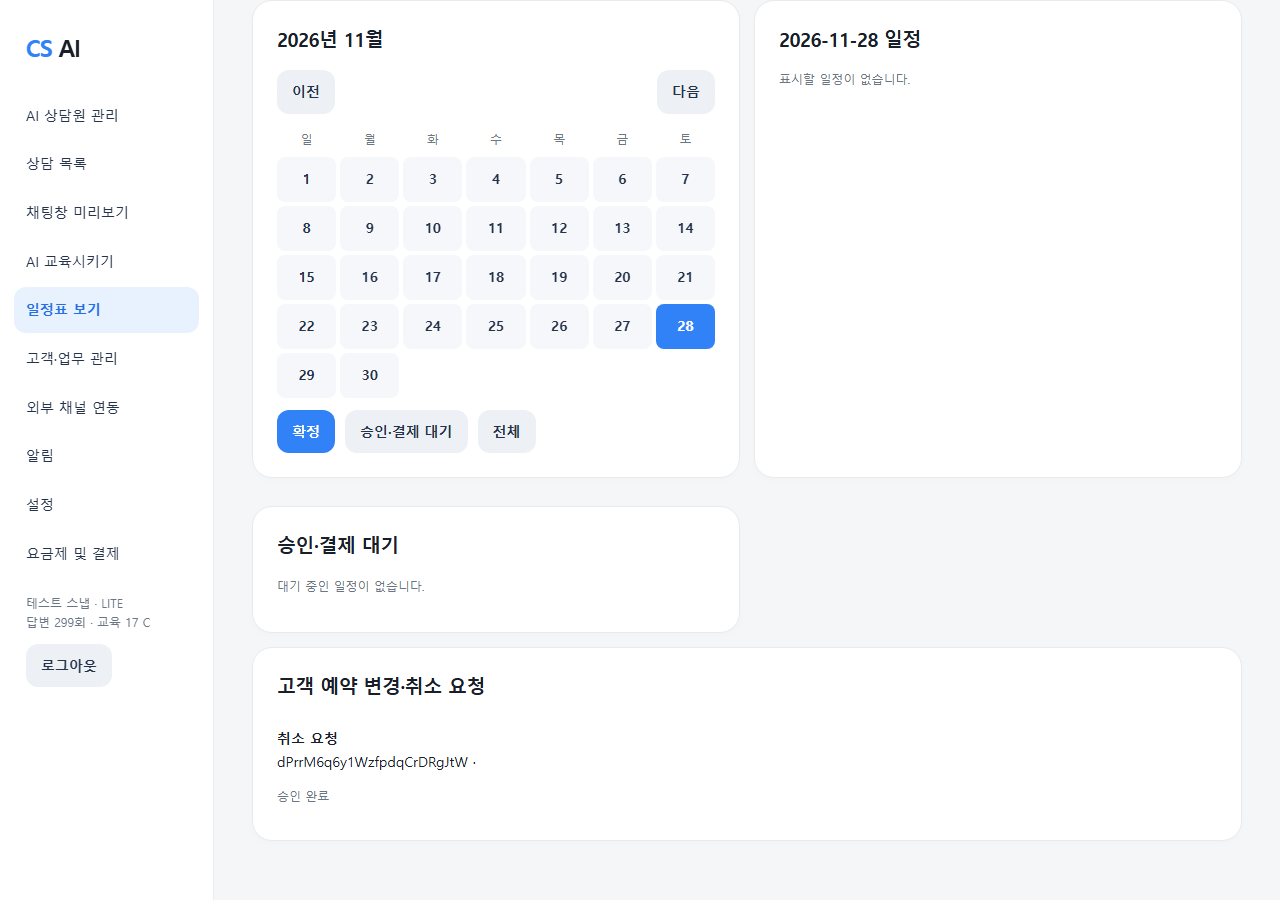 CS AI
AI 상담원 관리
상담 목록
채팅창 미리보기
AI 교육시키기
일정표 보기
고객·업무 관리
외부 채널 연동
알림
설정
요금제 및 결제
테스트 스냅 · LITE
답변 299회 · 교육 17 C
로그아웃
2026년 11월
이전 다음
일 월 화 수 목 금 토
1 2 3 4 5 6 7
8 9 10 11 12 13 14
15 16 17 18 19 20 21
22 23 24 25 26 27 28
29 30
확정 승인·결제 대기 전체
2026-11-28 일정
표시할 일정이 없습니다.
승인·결제 대기
대기 중인 일정이 없습니다.
고객 예약 변경·취소 요청
취소 요청
dPrrM6q6y1WzfpdqCrDRgJtW ·
승인 완료